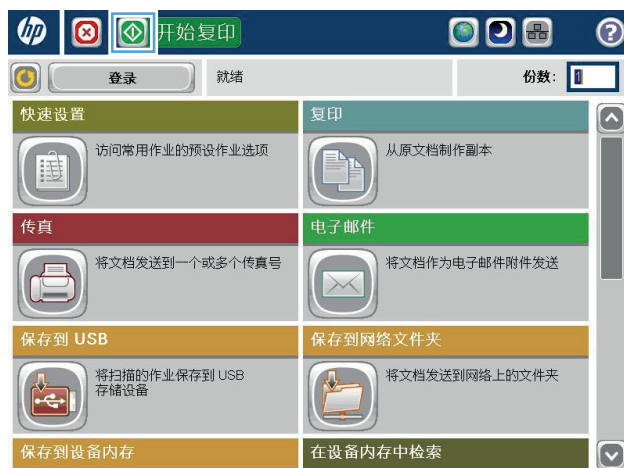 hp
开始复印
?
登录
就绪
份数: 1
快速设置
访问常用作业的预设作业选项
复印
从原文档制作副本
传真
将文档发送到一个或多个传真号
电子邮件
将文档作为电子邮件附件发送
保存到 USB
将扫描的作业保存到 USB
存储设备
保存到网络文件夹
将文档发送到网络上的文件夹
保存到设备内存
在设备内存中检索